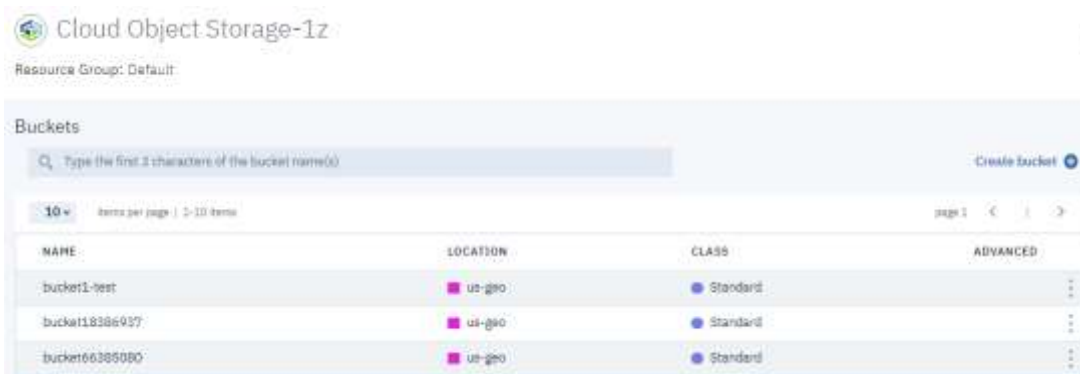 Cloud Object Storage-1z
Resource Group: Default
Buckets
Type the first 3 characters of the bucket name(s)
Create bucket
10 items per page | 1-10 items page 1 1
NAME LOCATION CLASS ADVANCED
bucket1-test us-geo Standard
bucket18386937 us-geo Standard
bucket66385080 us-geo Standard